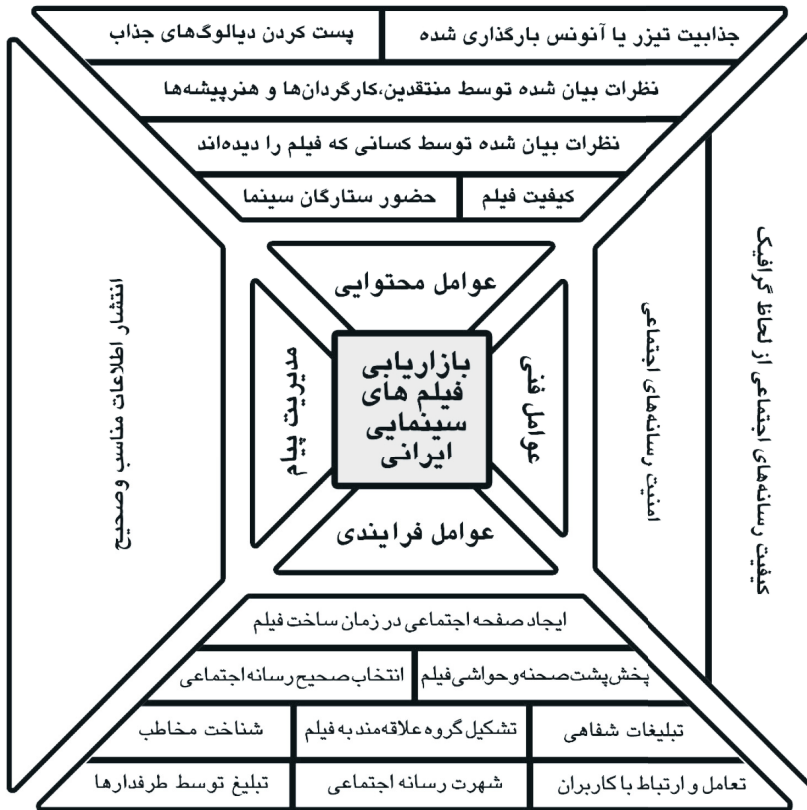 جذابیت تیزر یا آنونس بارگذاری شده
پست کردن دیالوگ‌های جذاب
نظرات بیان شده توسط منتقدین،کارگردان‌ها و هنرپیشه‌ها
نظرات بیان شده توسط کسانی که فیلم را دیده‌اند
کیفیت فیلم
حضور ستارگان سینما
عوامل محتوایی
کیفیت رسانه‌های اجتماعی از لحاظ گرافیک
امنیت رسانه‌های اجتماعی
عوامل فنی
بازاریابی
فیلم های
سینمایی
ایرانی
مدیریت پیام
انتشار اطلاعات مناسب وصحیح
عوامل فرایندی
ایجاد صفحه اجتماعی در زمان ساخت فیلم
پخش پشت صحنه و حواشی فیلم
انتخاب صحیح رسانه اجتماعی
تبلیغات شفاهی
تشکیل گروه علاقه‌مند به فیلم
شناخت مخاطب
تعامل و ارتباط با کاربران
شهرت رسانه اجتماعی
تبلیغ توسط طرفدارها